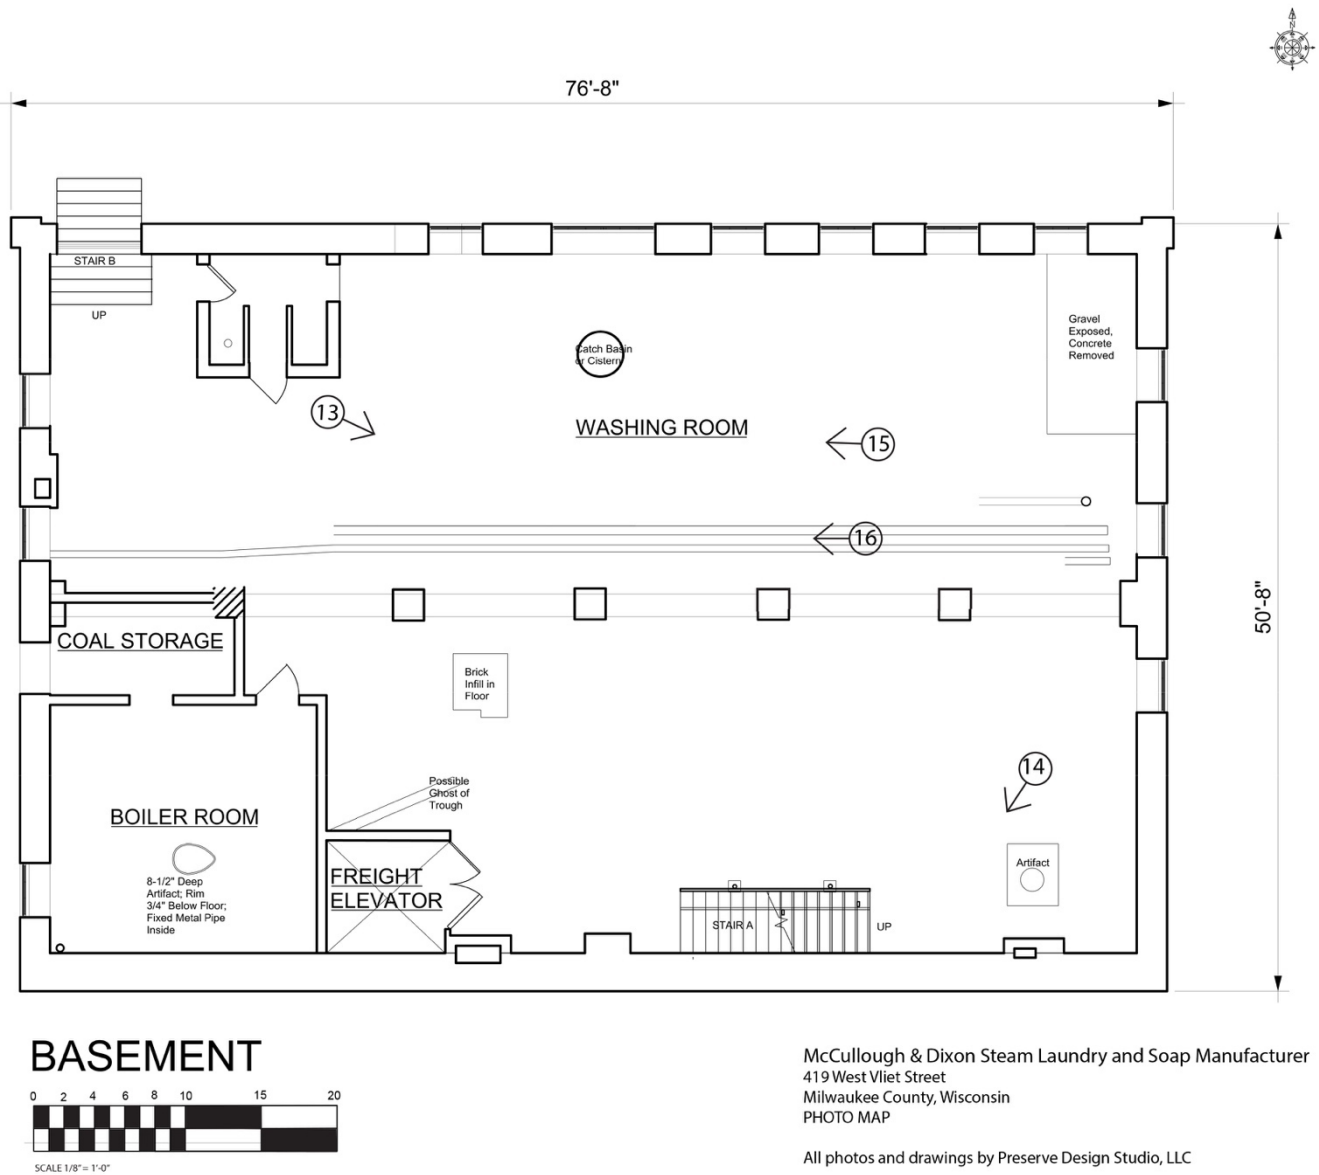 N
76'-8"
STAIR B
UP
Gravel
Exposed,
Concrete
Removed
Catch Basin
or Cistern
13
WASHING ROOM
15
16
50'-8"
COAL STORAGE
Brick
Infill in
Floor
14
Possible
Ghost of
Trough
BOILER ROOM
8-1/2" Deep
Artifact; Rim
3/4" Below Floor;
Fixed Metal Pipe
Inside
FREIGHT
ELEVATOR
Artifact
STAIR A
UP
BASEMENT
0 2 4 6 8 10 15 20
SCALE 1/8" = 1'-0"
McCullough & Dixon Steam Laundry and Soap Manufacturer
419 West Vliet Street
Milwaukee County, Wisconsin
PHOTO MAP
All photos and drawings by Preserve Design Studio, LLC